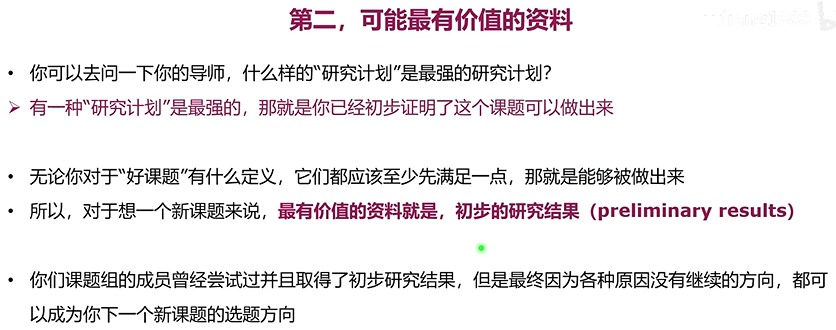 第二，可能最有价值的资料
• 你可以去问一下你的导师，什么样的“研究计划”是最强的研究计划？
➢ 有一种“研究计划”是最强的，那就是你已经初步证明了这个课题可以做出来
• 无论你对于“好课题”有什么定义，它们都应该至少先满足一点，那就是能够被做出来
• 所以，对于想一个新课题来说，最有价值的资料就是，初步的研究结果（preliminary results）
• 你们课题组的成员曾经尝试过并且取得了初步研究结果，但是最终因为各种原因没有继续的方向，都可
以成为你下一个新课题的选题方向